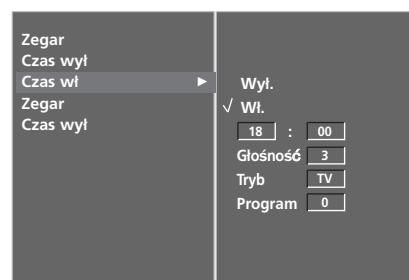 Zegar
Czas wył
Czas wł ►
Zegar
Czas wył
Wył.
√ Wł.
18 : 00
Głośność 3
Tryb TV
Program 0